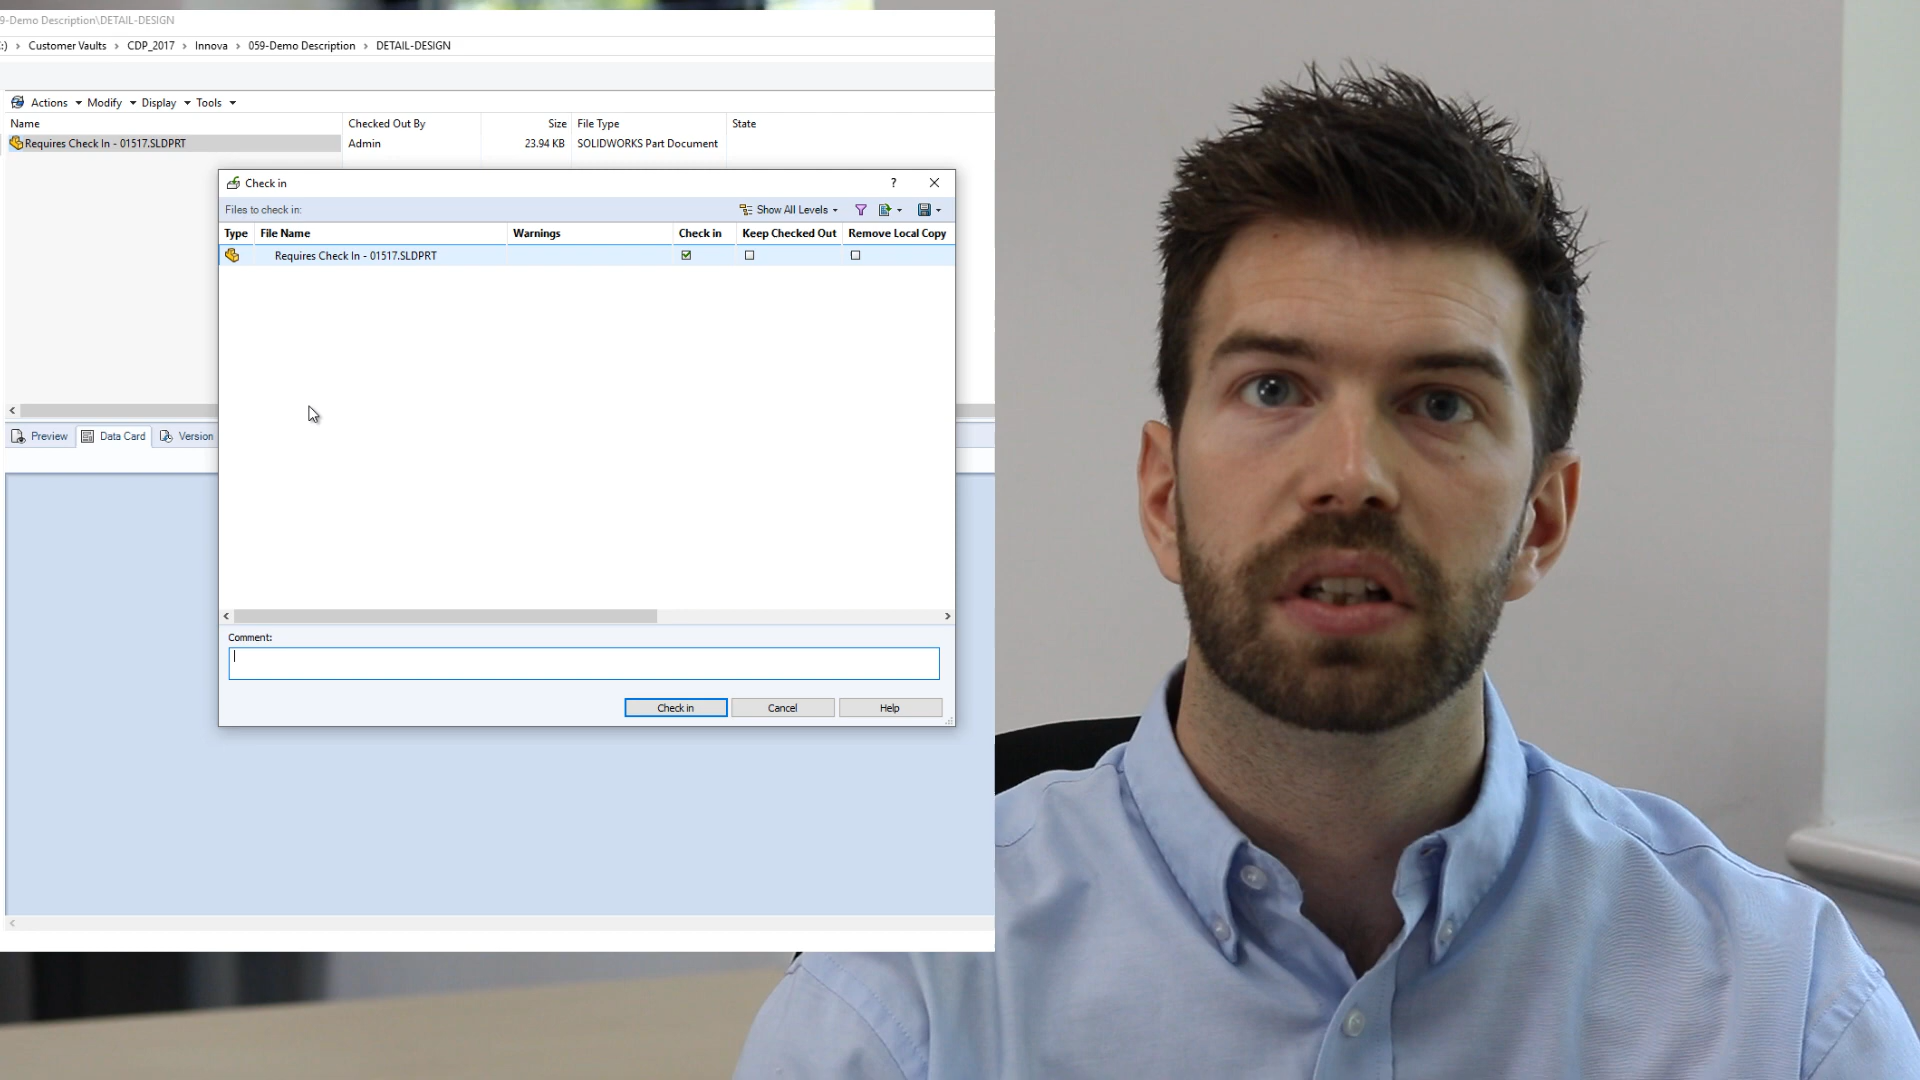 9-Demo Description\DETAIL-DESIGN
:) › Customer Vaults › CDP_2017 › Innova › 059-Demo Description › DETAIL-DESIGN
Actions Modify Display Tools
Name Checked Out By Size File Type State
Requires Check In - 01517.SLDPRT Admin 23.94 KB SOLIDWORKS Part Document
Check in ?
Files to check in: Show All Levels
Type File Name Warnings Check in Keep Checked Out Remove Local Copy
Requires Check In - 01517.SLDPRT
Preview Data Card Version
Comment:
Check in Cancel Help